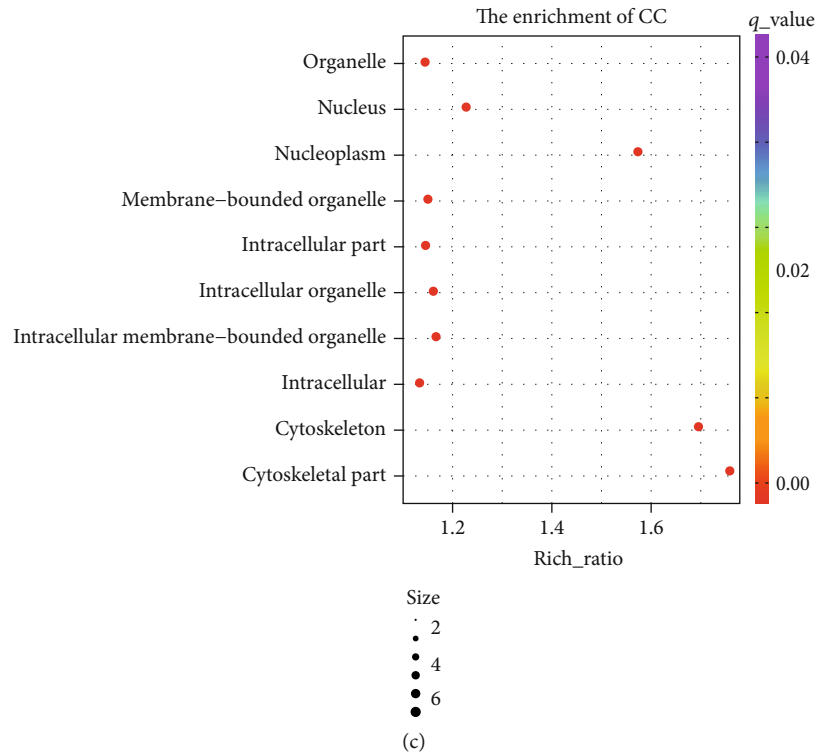 The enrichment of CC
q_value
Organelle
Nucleus
Nucleoplasm
Membrane−bounded organelle
Intracellular part
Intracellular organelle
Intracellular membrane−bounded organelle
Intracellular
Cytoskeleton
Cytoskeletal part
0.04
0.02
0.00
1.2 1.4 1.6
Rich_ratio
Size
2
4
6
(c)